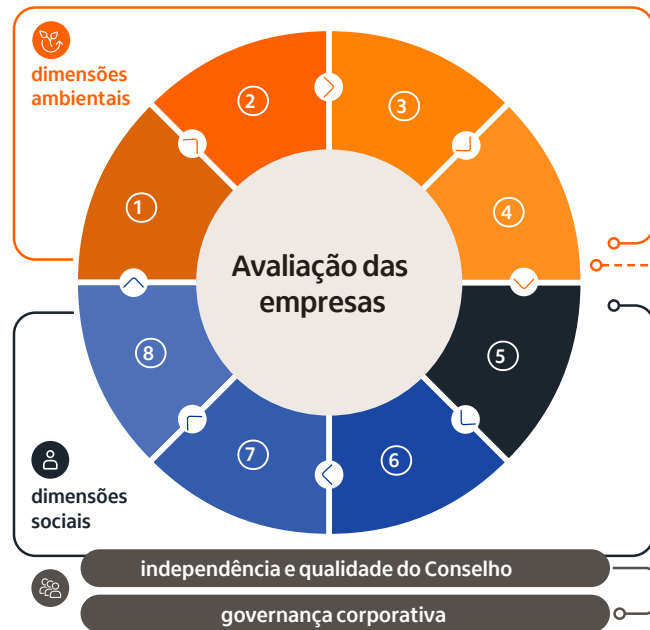 dimensões
ambientais
2
3
1
4
Avaliação das
empresas
8
5
7
6
dimensões
sociais
independência e qualidade do Conselho
governança corporativa